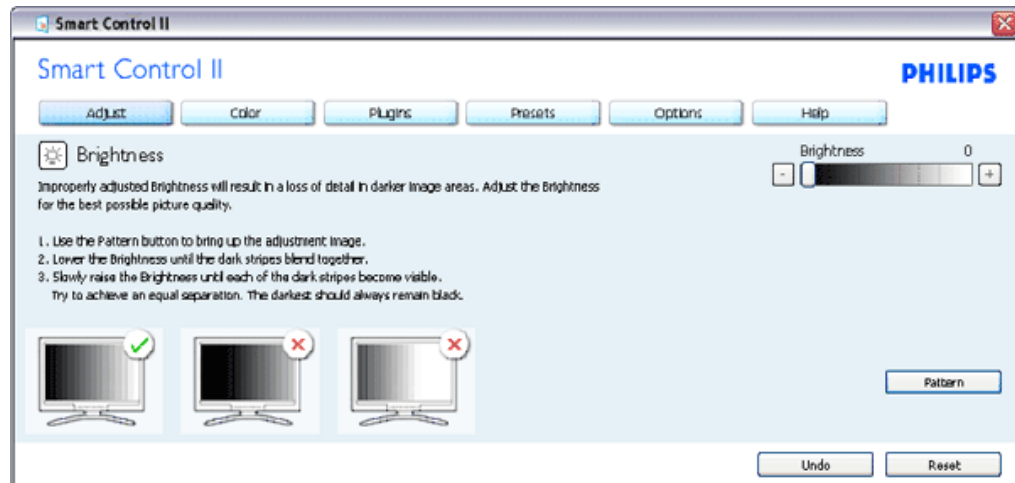 Smart Control II
Smart Control II
PHILIPS
Adjust Color Plugins Presets Options Help
Brightness
Brightness 0
- +
Improperly adjusted Brightness will result in a loss of detail in darker image areas. Adjust the Brightness
for the best possible picture quality.
1. Use the Pattern button to bring up the adjustment image.
2. Lower the Brightness until the dark stripes blend together.
3. Slowly raise the Brightness until each of the dark stripes become visible.
Try to achieve an equal separation. The darkest should always remain black.
Pattern
Undo Reset